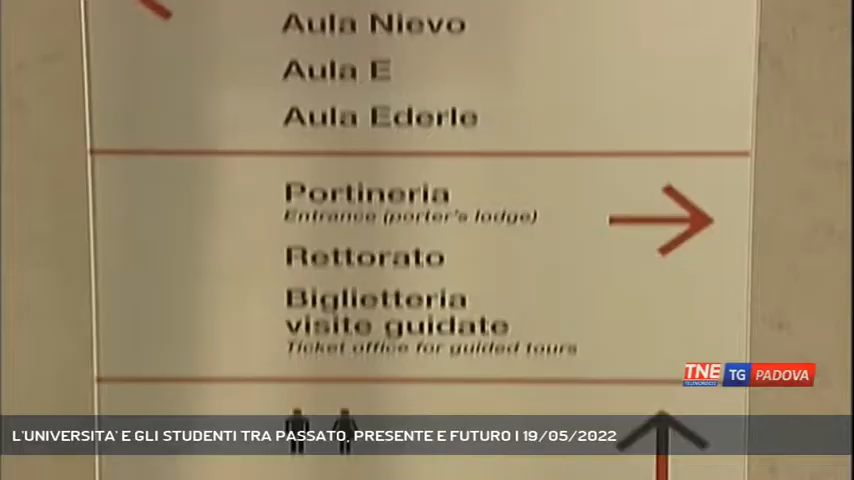 Aula Nievo
Aula E
Aula Ederle
Portineria
Entrance (porter's lodge)
Rettorato
Biglietteria
visite guidate
Ticket office for guided tours
TNE TG PADOVA
TELENORDEST
L'UNIVERSITA' E GLI STUDENTI TRA PASSATO, PRESENTE E FUTURO | 19/05/2022